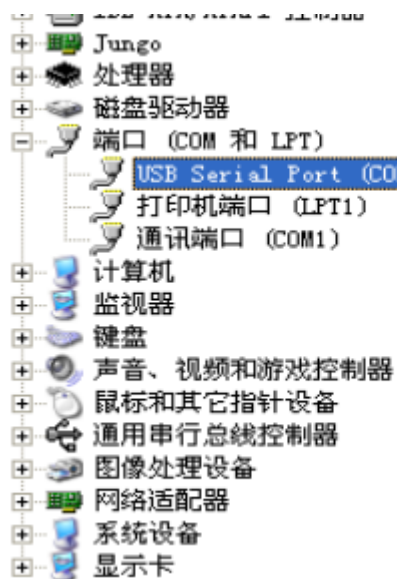 Jungo
处理器
磁盘驱动器
端口 (COM 和 LPT)
USB Serial Port (CO
打印机端口 (LPT1)
通讯端口 (COM1)
计算机
监视器
键盘
声音、视频和游戏控制器
鼠标和其它指针设备
通用串行总线控制器
图像处理设备
网络适配器
系统设备
显示卡